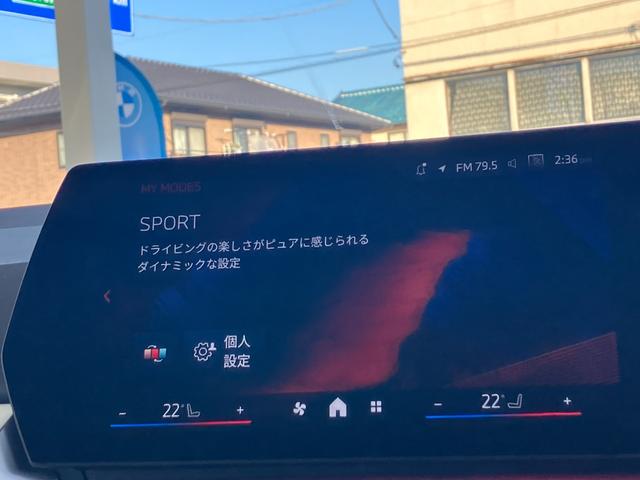 BMW
FM 79.5
2:36 pm
MY MODES
SPORT
ドライビングの楽しさがピュアに感じられる
ダイナミックな設定
個人
設定
− 22° +
− 22° +